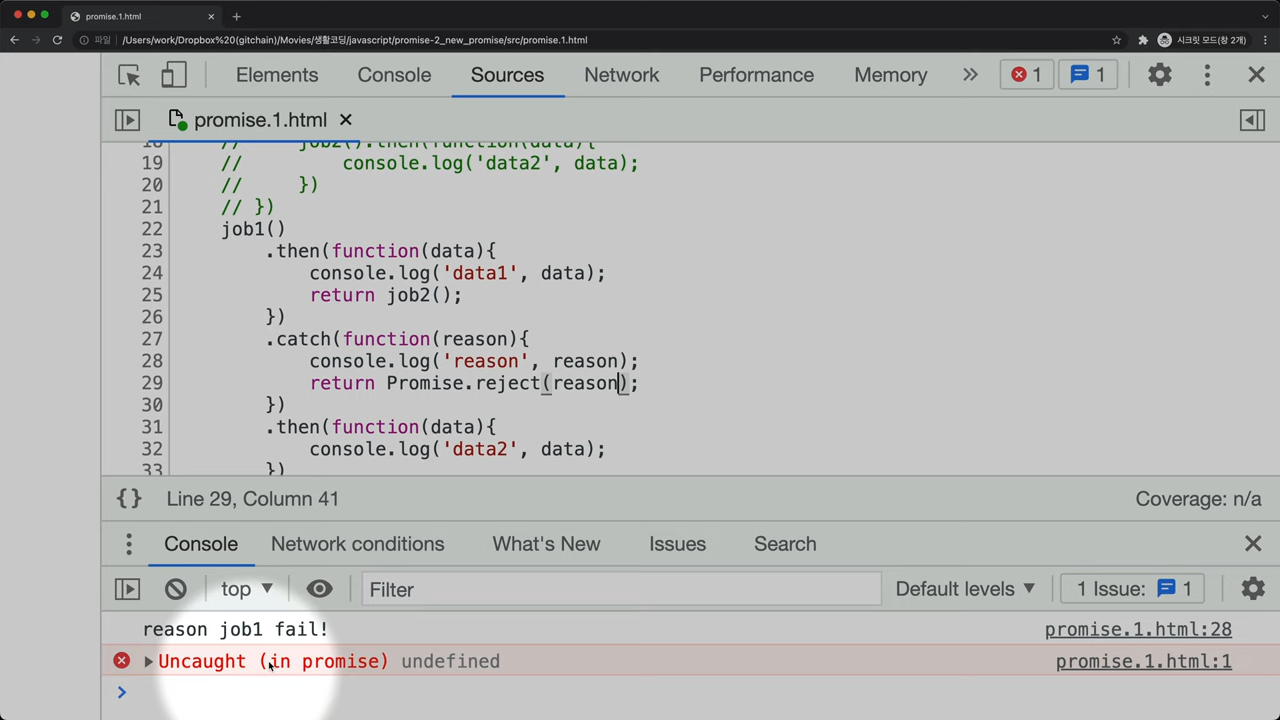 promise.1.html
파일 /Users/work/Dropbox%20(gitchain)/Movies/생활코딩/javascript/promise-2_new_promise/src/promise.1.html 시크릿 모드(창 2개)
Elements Console Sources Network Performance Memory 1 1
promise.1.html
18 // job2().then(function(data){
19 // console.log('data2', data);
20 // })
21 // })
22 job1()
23 .then(function(data){
24 console.log('data1', data);
25 return job2();
26 })
27 .catch(function(reason){
28 console.log('reason', reason);
29 return Promise.reject(reason);
30 })
31 .then(function(data){
32 console.log('data2', data);
33 })
{} Line 29, Column 41 Coverage: n/a
Console Network conditions What's New Issues Search
top Filter Default levels 1 Issue: 1
reason job1 fail! promise.1.html:28
Uncaught (in promise) undefined promise.1.html:1